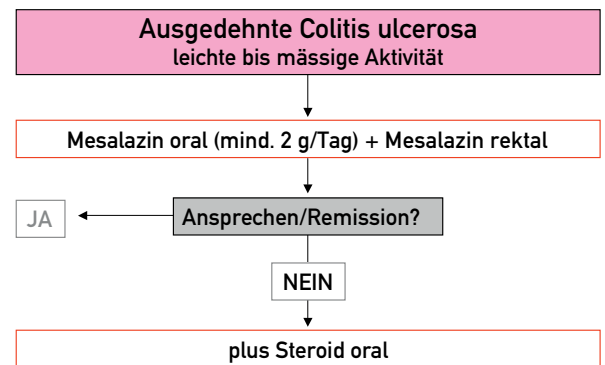 Ausgedehnte Colitis ulcerosa
leichte bis mässige Aktivität
Mesalazin oral (mind. 2 g/Tag) + Mesalazin rektal
JA
Ansprechen/Remission?
NEIN
plus Steroid oral